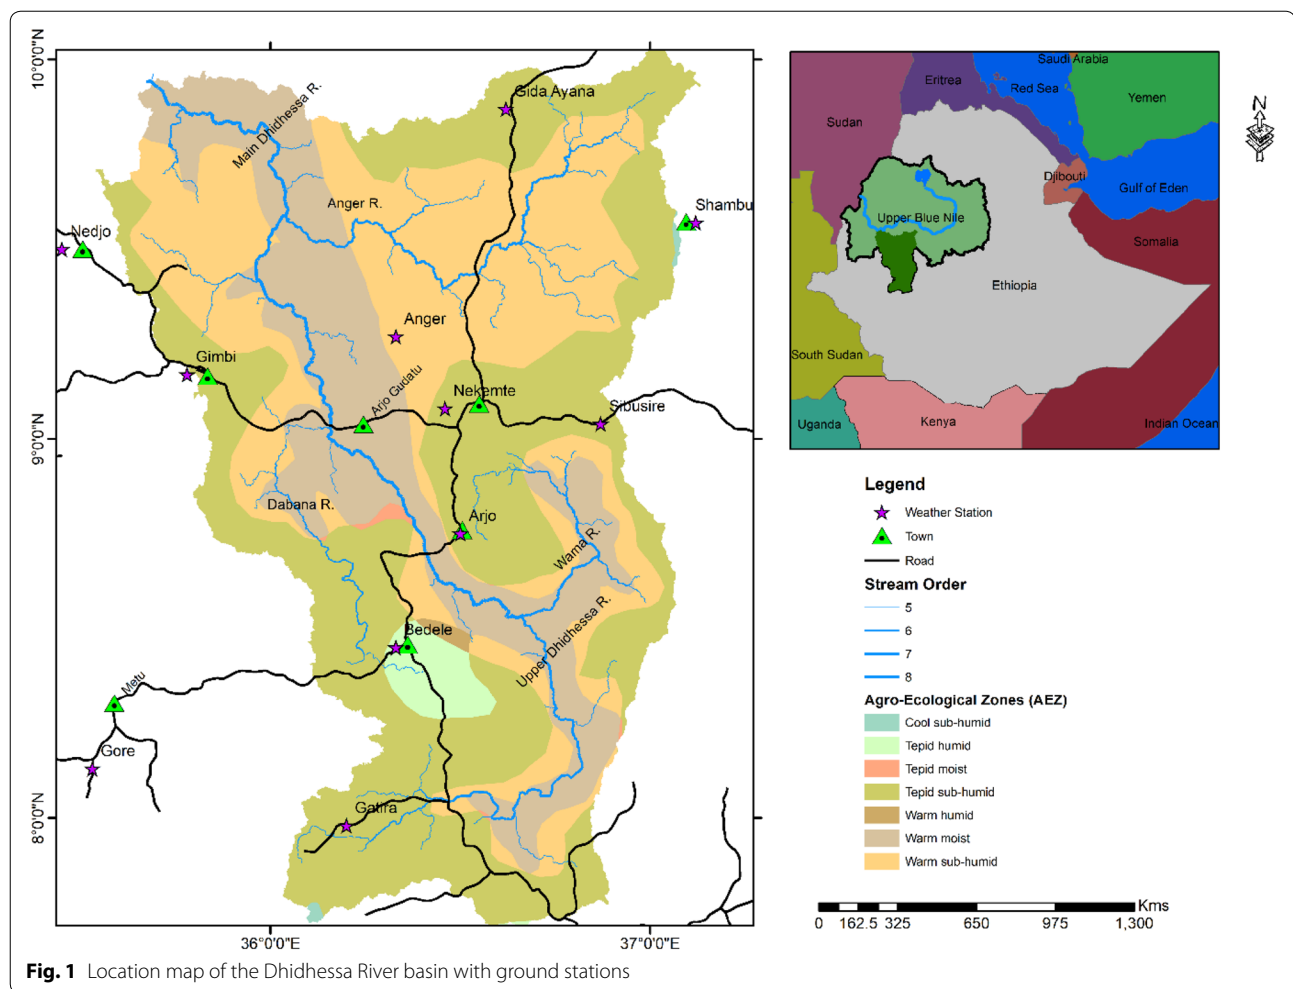 10°0'0"N
9°0'0"N
8°0'0"N
36°0'0"E
37°0'0"E
Main Dhidhessa R.
Gida Ayana
Anger R.
Shambu
Nedjo
Anger
Gimbi
Arjo Gudatu
Nekemte
Sibusire
Dabana R.
Arjo
Wama R.
Bedele
Upper Dhidhessa R.
Metu
Gore
Gatira
Saudi Arabia
Eritrea
Red Sea
Yemen
Sudan
Djibouti
Gulf of Eden
Upper Blue Nile
Somalia
Ethiopia
South Sudan
Uganda
Kenya
Indian Ocean
N
Legend
Weather Station
Town
Road
Stream Order
5
6
7
8
Agro-Ecological Zones (AEZ)
Cool sub-humid
Tepid humid
Tepid moist
Tepid sub-humid
Warm humid
Warm moist
Warm sub-humid
Kms
0 162.5 325 650 975 1,300
Fig. 1 Location map of the Dhidhessa River basin with ground stations